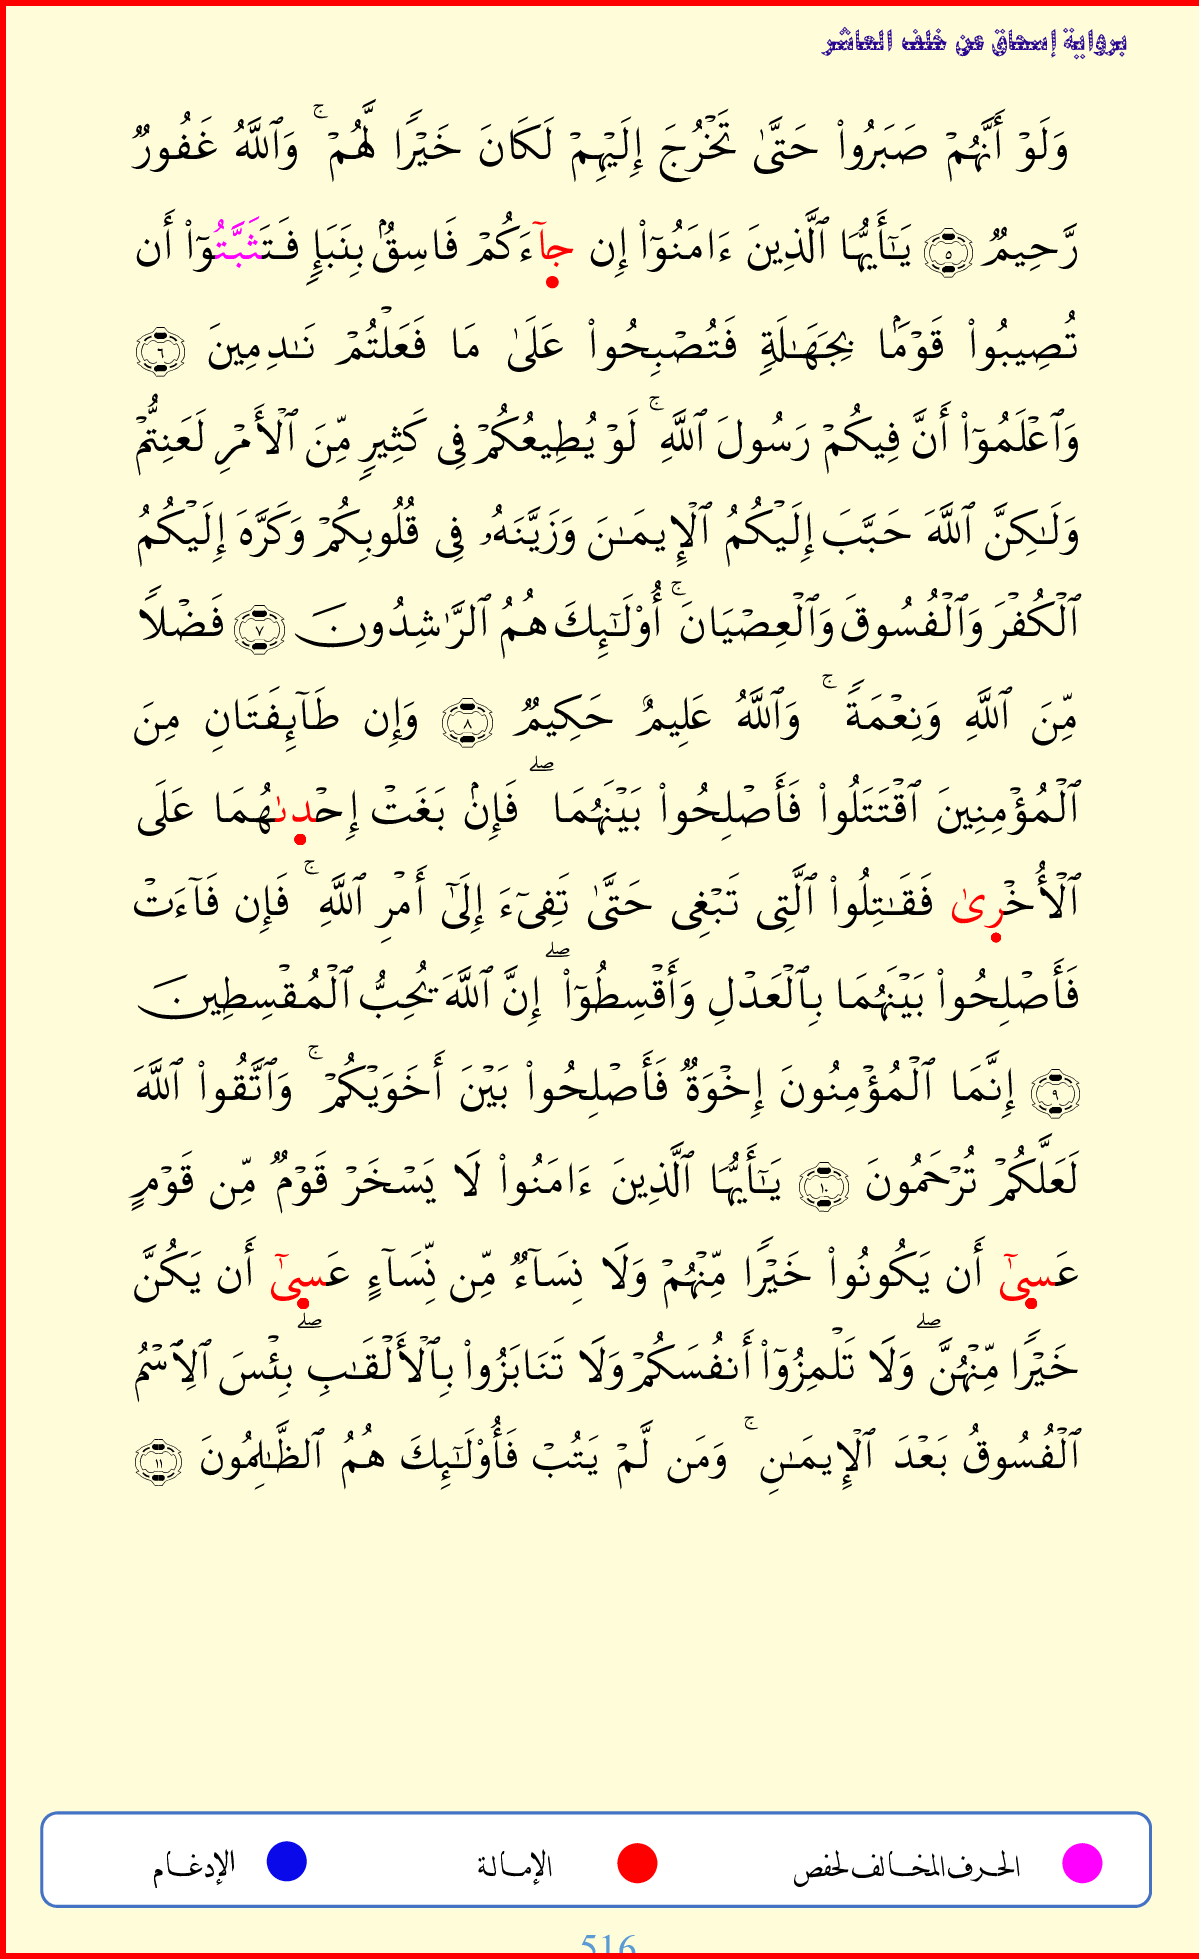 برواية إسحاق عن خلف العاشر
وَلَوۡ أَنَّهُمۡ صَبَرُواْ حَتَّىٰ تَخۡرُجَ إِلَيۡهِمۡ لَكَانَ خَيۡرٗا لَّهُمۡۚ وَٱللَّهُ غَفُورٞ
رَّحِيمٞ ٥ يَٰٓأَيُّهَا ٱلَّذِينَ ءَامَنُوٓاْ إِن جَآءَكُمۡ فَاسِقُۢ بِنَبَإٖ فَتَثَبَّتُوٓاْ أَن
تُصِيبُواْ قَوۡمَۢا بِجَهَٰلَةٖ فَتُصۡبِحُواْ عَلَىٰ مَا فَعَلۡتُمۡ نَٰدِمِينَ ٦
وَٱعۡلَمُوٓاْ أَنَّ فِيكُمۡ رَسُولَ ٱللَّهِۚ لَوۡ يُطِيعُكُمۡ فِي كَثِيرٖ مِّنَ ٱلۡأَمۡرِ لَعَنِتُّمۡ
وَلَٰكِنَّ ٱللَّهَ حَبَّبَ إِلَيۡكُمُ ٱلۡإِيمَٰنَ وَزَيَّنَهُۥ فِي قُلُوبِكُمۡ وَكَرَّهَ إِلَيۡكُمُ
ٱلۡكُفۡرَ وَٱلۡفُسُوقَ وَٱلۡعِصۡيَانَۚ أُوْلَٰٓئِكَ هُمُ ٱلرَّٰشِدُونَ ٧ فَضۡلٗا
مِّنَ ٱللَّهِ وَنِعۡمَةٗۚ وَٱللَّهُ عَلِيمٌ حَكِيمٞ ٨ وَإِن طَآئِفَتَانِ مِنَ
ٱلۡمُؤۡمِنِينَ ٱقۡتَتَلُواْ فَأَصۡلِحُواْ بَيۡنَهُمَاۖ فَإِنۢ بَغَتۡ إِحۡدىٰهُمَا عَلَى
ٱلۡأُخۡرِىٰ فَقَٰتِلُواْ ٱلَّتِي تَبۡغِي حَتَّىٰ تَفِيٓءَ إِلَىٰٓ أَمۡرِ ٱللَّهِۚ فَإِن فَآءَتۡ
فَأَصۡلِحُواْ بَيۡنَهُمَا بِٱلۡعَدۡلِ وَأَقۡسِطُوٓاْۖ إِنَّ ٱللَّهَ يُحِبُّ ٱلۡمُقۡسِطِينَ
٩ إِنَّمَا ٱلۡمُؤۡمِنُونَ إِخۡوَةٞ فَأَصۡلِحُواْ بَيۡنَ أَخَوَيۡكُمۡۚ وَٱتَّقُواْ ٱللَّهَ
لَعَلَّكُمۡ تُرۡحَمُونَ ١٠ يَٰٓأَيُّهَا ٱلَّذِينَ ءَامَنُواْ لَا يَسۡخَرۡ قَوۡمٞ مِّن قَوۡمٍ
عَسىٰٓ أَن يَكُونُواْ خَيۡرٗا مِّنۡهُمۡ وَلَا نِسَآءٞ مِّن نِّسَآءٍ عَسىٰٓ أَن يَكُنَّ
خَيۡرٗا مِّنۡهُنَّۖ وَلَا تَلۡمِزُوٓاْ أَنفُسَكُمۡ وَلَا تَنَابَزُواْ بِٱلۡأَلۡقَٰبِۖ بِئۡسَ ٱلِٱسۡمُ
ٱلۡفُسُوقُ بَعۡدَ ٱلۡإِيمَٰنِۚ وَمَن لَّمۡ يَتُبۡ فَأُوْلَٰٓئِكَ هُمُ ٱلظَّٰلِمُونَ ١١
الحرف المخالف لحفص الإمالة الإدغام
516